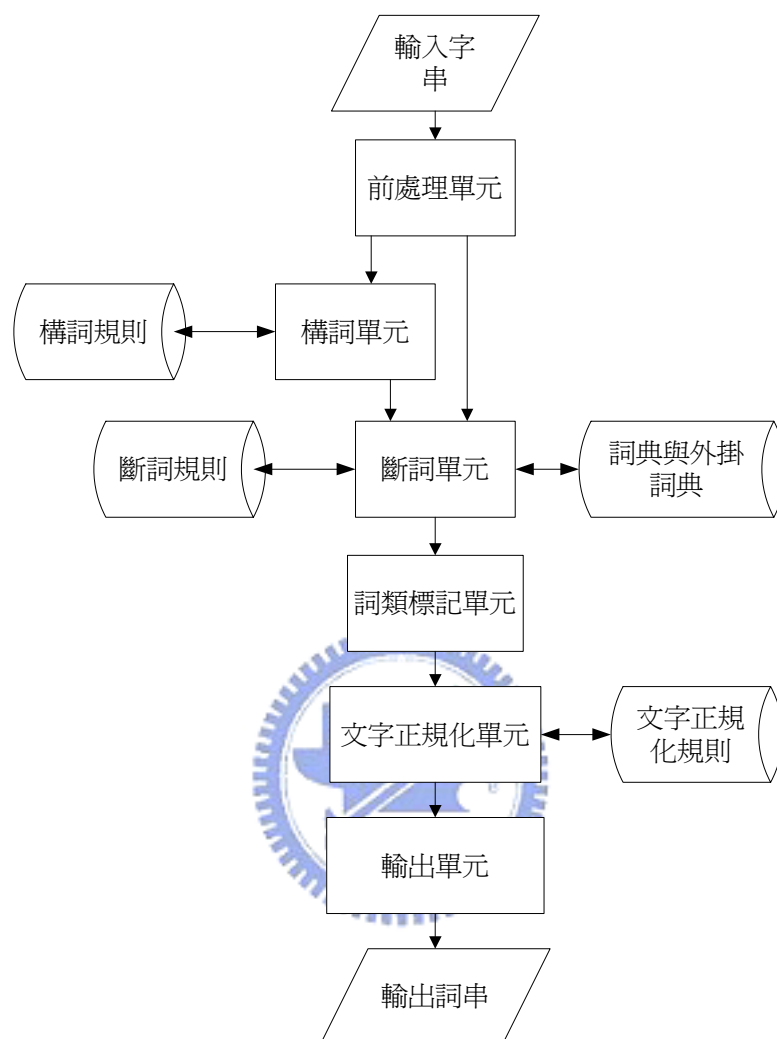 輸入字
串
前處理單元
構詞規則
構詞單元
斷詞規則
斷詞單元
詞典與外掛
詞典
詞類標記單元
文字正規化單元
文字正規
化規則
輸出單元
輸出詞串